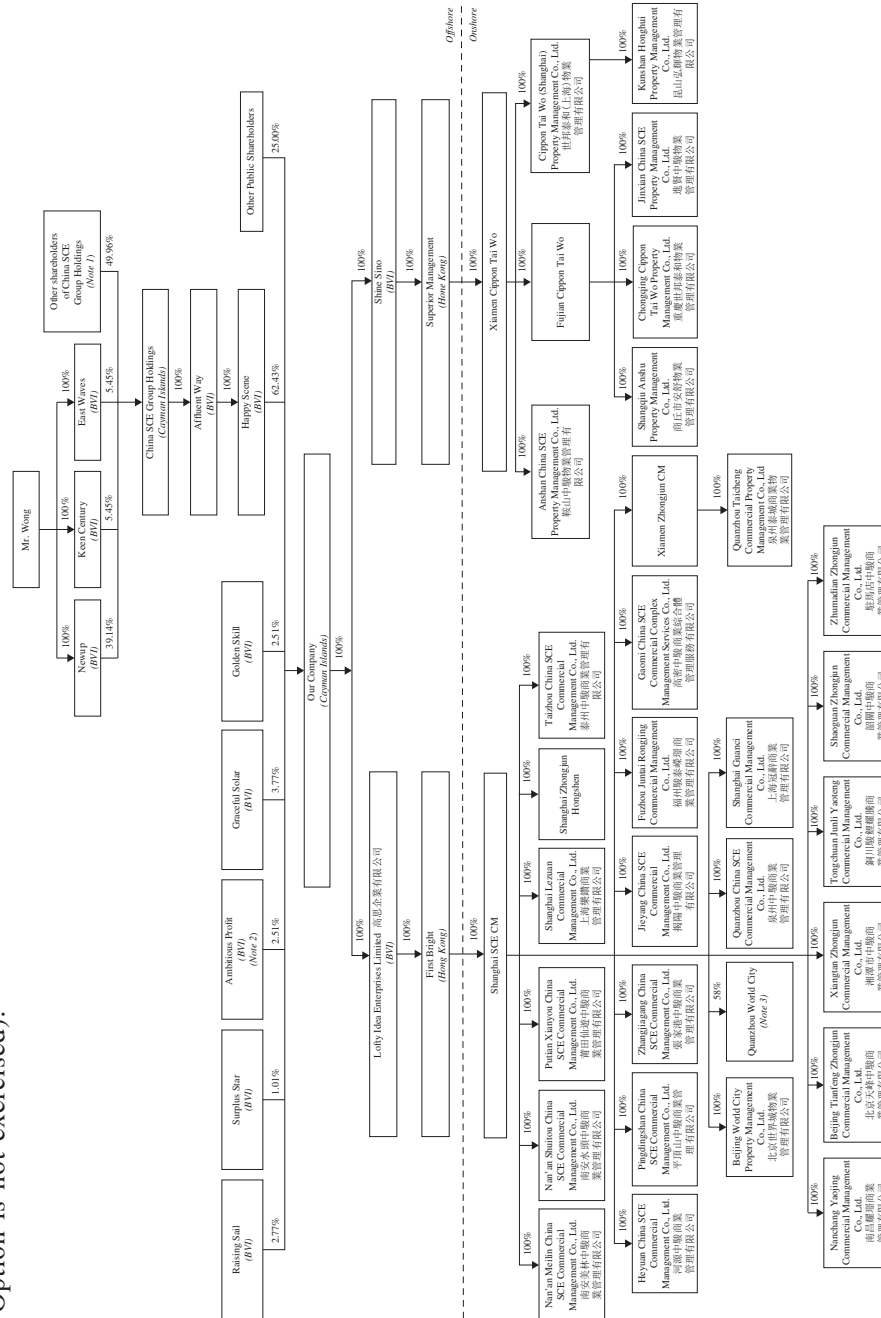 Option is not exercised):
Mr. Wong
100%
100%
100%
Newup
(BVI)
Keen Century
(BVI)
East Waves
(BVI)
Other shareholders
of China SCE
Group Holdings
(Note 1)
39.14%
5.45%
5.45%
49.96%
China SCE Group Holdings
(Cayman Islands)
100%
Affluent Way
(BVI)
100%
Raising Sail
(BVI)
Surplus Star
(BVI)
Ambitious Profit
(BVI)
(Note 2)
Graceful Solar
(BVI)
Golden Skill
(BVI)
Happy Scene
(BVI)
Other Public Shareholders
2.77%
1.01%
2.51%
3.77%
2.51%
62.43%
25.00%
Our Company
(Cayman Islands)
100%
100%
100%
Lofty Idea Enterprises Limited 高思企業有限公司
(BVI)
Shine Sino
(BVI)
100%
100%
First Bright
(Hong Kong)
Superior Management
(Hone Kong)
Offshore
Onshore
100%
100%
Shanghai SCE CM
Xiamen Cippon Tai Wo
100%
100%
100%
100%
100%
100%
100%
100%
100%
Nan'an Meilin China
SCE Commercial
Management Co., Ltd.
南安美林中駿商
業管理有限公司
Nan'an Shuitou China
SCE Commercial
Management Co., Ltd.
南安水頭中駿商
業管理有限公司
Putian Xianyou China
SCE Commercial
Management Co., Ltd.
莆田仙遊中駿商
業管理有限公司
Shanghai Lezuan
Commercial
Management Co., Ltd.
上海樂鑽商業
管理有限公司
Shanghai Zhongjun
Hongshen
Taizhou China SCE
Commercial
Management Co., Ltd.
泰州中駿商業管理有
限公司
Anshan China SCE
Property Management Co., Ltd.
鞍山中駿物業管理有
限公司
Fujian Cippon Tai Wo
Cippon Tai Wo (Shanghai)
Property Management Co., Ltd.
世邦泰和(上海)物業
管理有限公司
100%
100%
100%
100%
100%
100%
100%
100%
100%
100%
100%
Heyuan China SCE
Commercial
Management Co., Ltd.
河源中駿商業
管理有限公司
Pingdingshan China
SCE Commercial
Management Co., Ltd.
平頂山中駿商業管
理有限公司
Zhangjiagang China
SCE Commercial
Management Co., Ltd.
張家港中駿商業
管理有限公司
Jieyang China SCE
Commercial
Management Co., Ltd.
揭陽中駿商業管理
有限公司
Fuzhou Juntai Rongjing
Commercial Management
Co., Ltd.
福州駿泰嶸璟商
業管理有限公司
Gaomi China SCE
Commercial Complex
Management Services Co., Ltd.
高密中駿商業綜合體
管理服務有限公司
Xiamen Zhongjun CM
Shangqiu Anshu
Property Management
Co., Ltd.
商丘市安舒物業
管理有限公司
Chongqing Cippon
Tai Wo Property
Management Co., Ltd.
重慶世邦泰和物業
管理有限公司
Jinxian China SCE
Property Management
Co., Ltd.
進賢中駿物業
管理有限公司
Kunshan Honghui
Property Management
Co., Ltd.
昆山弘輝物業管理有
限公司
100%
58%
100%
100%
100%
Beijing World City
Property Management
Co., Ltd.
北京世界城物業
管理有限公司
Quanzhou World City
(Note 3)
Quanzhou China SCE
Commercial Management
Co., Ltd.
泉州中駿商業
管理有限公司
Shanghai Guanci
Commercial Management
Co., Ltd.
上海冠辭商業
管理有限公司
Quanzhou Taicheng
Commercial Property
Management Co., Ltd
泉州泰城商業物
業管理有限公司
100%
100%
100%
100%
100%
100%
Nanchang Yaojing
Commercial Management
Co., Ltd.
南昌耀璟商業
Beijing Tianfeng Zhongjun
Commercial Management
Co., Ltd.
北京天峰中駿商
Xiangtan Zhongjun
Commercial Management
Co., Ltd.
湘潭市中駿商
Tongchuan Junli Yaoteng
Commercial Management
Co., Ltd.
銅川駿鯉耀騰商
Shaoguan Zhongjun
Commercial Management
Co., Ltd.
韶關中駿商
Zhumadian Zhongjun
Commercial Management
Co., Ltd.
駐馬店中駿商